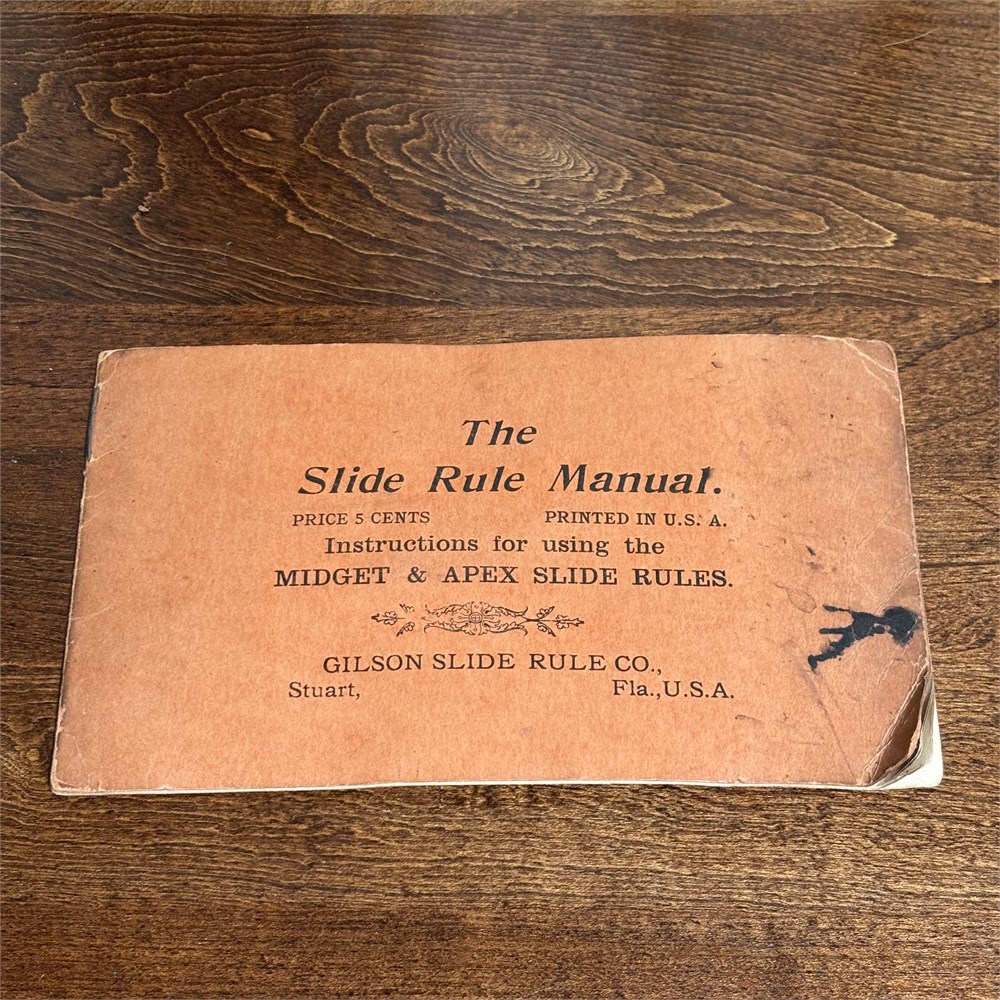 The
Slide Rule Manual.
PRICE 5 CENTS PRINTED IN U.S. A.
Instructions for using the
MIDGET & APEX SLIDE RULES.
GILSON SLIDE RULE CO.,
Stuart, Fla.,U.S.A.